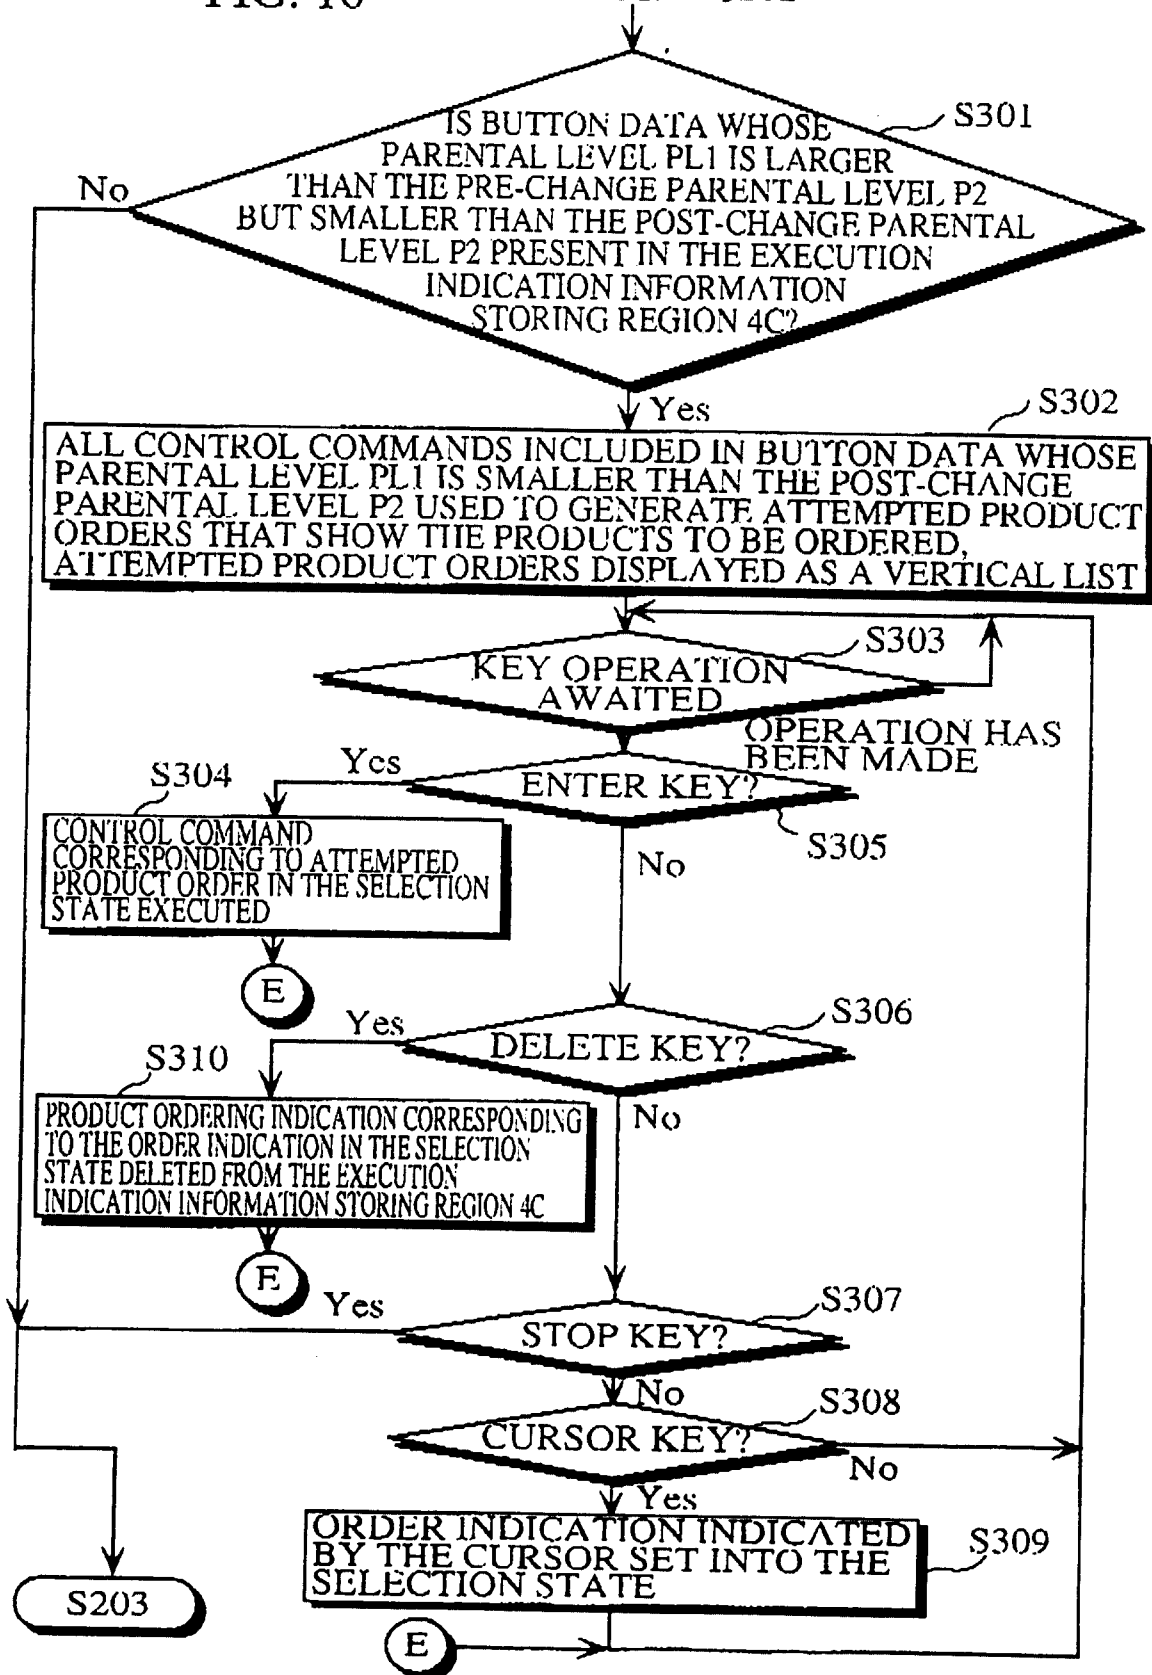 S301
IS BUTTON DATA WHOSE
PARENTAL LEVEL PL1 IS LARGER
THAN THE PRE-CHANGE PARENTAL LEVEL P2
BUT SMALLER THAN THE POST-CHANGE PARENTAL
LEVEL P2 PRESENT IN THE EXECUTION
INDICATION INFORMATION
STORING REGION 4C?
No
Yes
S302
ALL CONTROL COMMANDS INCLUDED IN BUTTON DATA WHOSE
PARENTAL LEVEL PL1 IS SMALLER THAN THE POST-CHANGE
PARENTAL LEVEL P2 USED TO GENERATE ATTEMPTED PRODUCT
ORDERS THAT SHOW THE PRODUCTS TO BE ORDERED,
ATTEMPTED PRODUCT ORDERS DISPLAYED AS A VERTICAL LIST
S303
KEY OPERATION
AWAITED
OPERATION HAS
BEEN MADE
Yes
ENTER KEY?
S305
No
S304
CONTROL COMMAND
CORRESPONDING TO ATTEMPTED
PRODUCT ORDER IN THE SELECTION
STATE EXECUTED
E
S306
Yes
DELETE KEY?
No
S310
PRODUCT ORDERING INDICATION CORRESPONDING
TO THE ORDER INDICATION IN THE SELECTION
STATE DELETED FROM THE EXECUTION
INDICATION INFORMATION STORING REGION 4C
E
S307
Yes
STOP KEY?
No
S308
CURSOR KEY?
No
Yes
S309
ORDER INDICATION INDICATED
BY THE CURSOR SET INTO THE
SELECTION STATE
S203
E